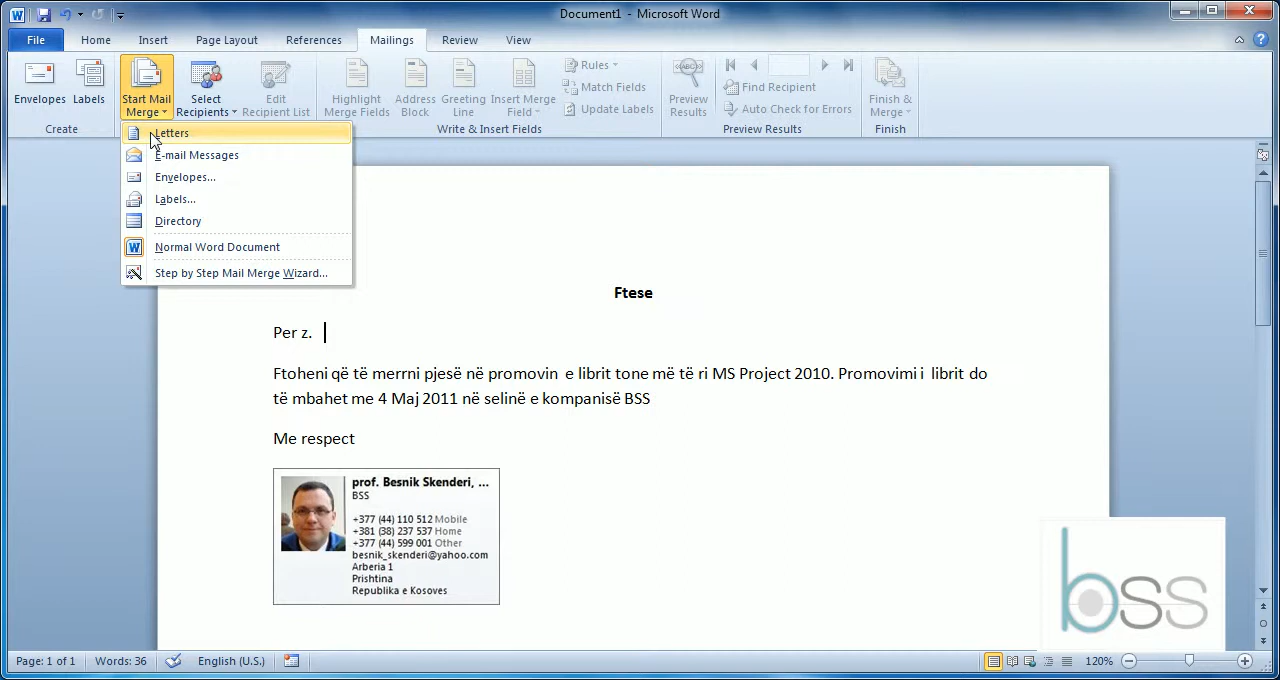 Document1 - Microsoft Word
File Home Insert Page Layout References Mailings Review View
Envelopes Labels Start Mail Merge Select Recipients Edit Recipient List Highlight Merge Fields Address Block Greeting Line Insert Merge Field Rules Match Fields Update Labels ABC Preview Results Find Recipient Auto Check for Errors Finish & Merge
Create Write & Insert Fields Preview Results Finish
Letters
E-mail Messages
Envelopes...
Labels...
Directory
Normal Word Document
Step by Step Mail Merge Wizard...
Ftese
Per z.
Ftoheni që të merrni pjesë në promovin e librit tone më të ri MS Project 2010. Promovimi i librit do
të mbahet me 4 Maj 2011 në selinë e kompanisë BSS
Me respect
prof. Besnik Skenderi, ...
BSS
+377 (44) 110 512 Mobile
+381 (38) 237 537 Home
+377 (44) 599 001 Other
besnik_skenderi@yahoo.com
Arberia 1
Prishtina
Republika e Kosoves
bss
Page: 1 of 1 Words: 36 English (U.S.) 120%